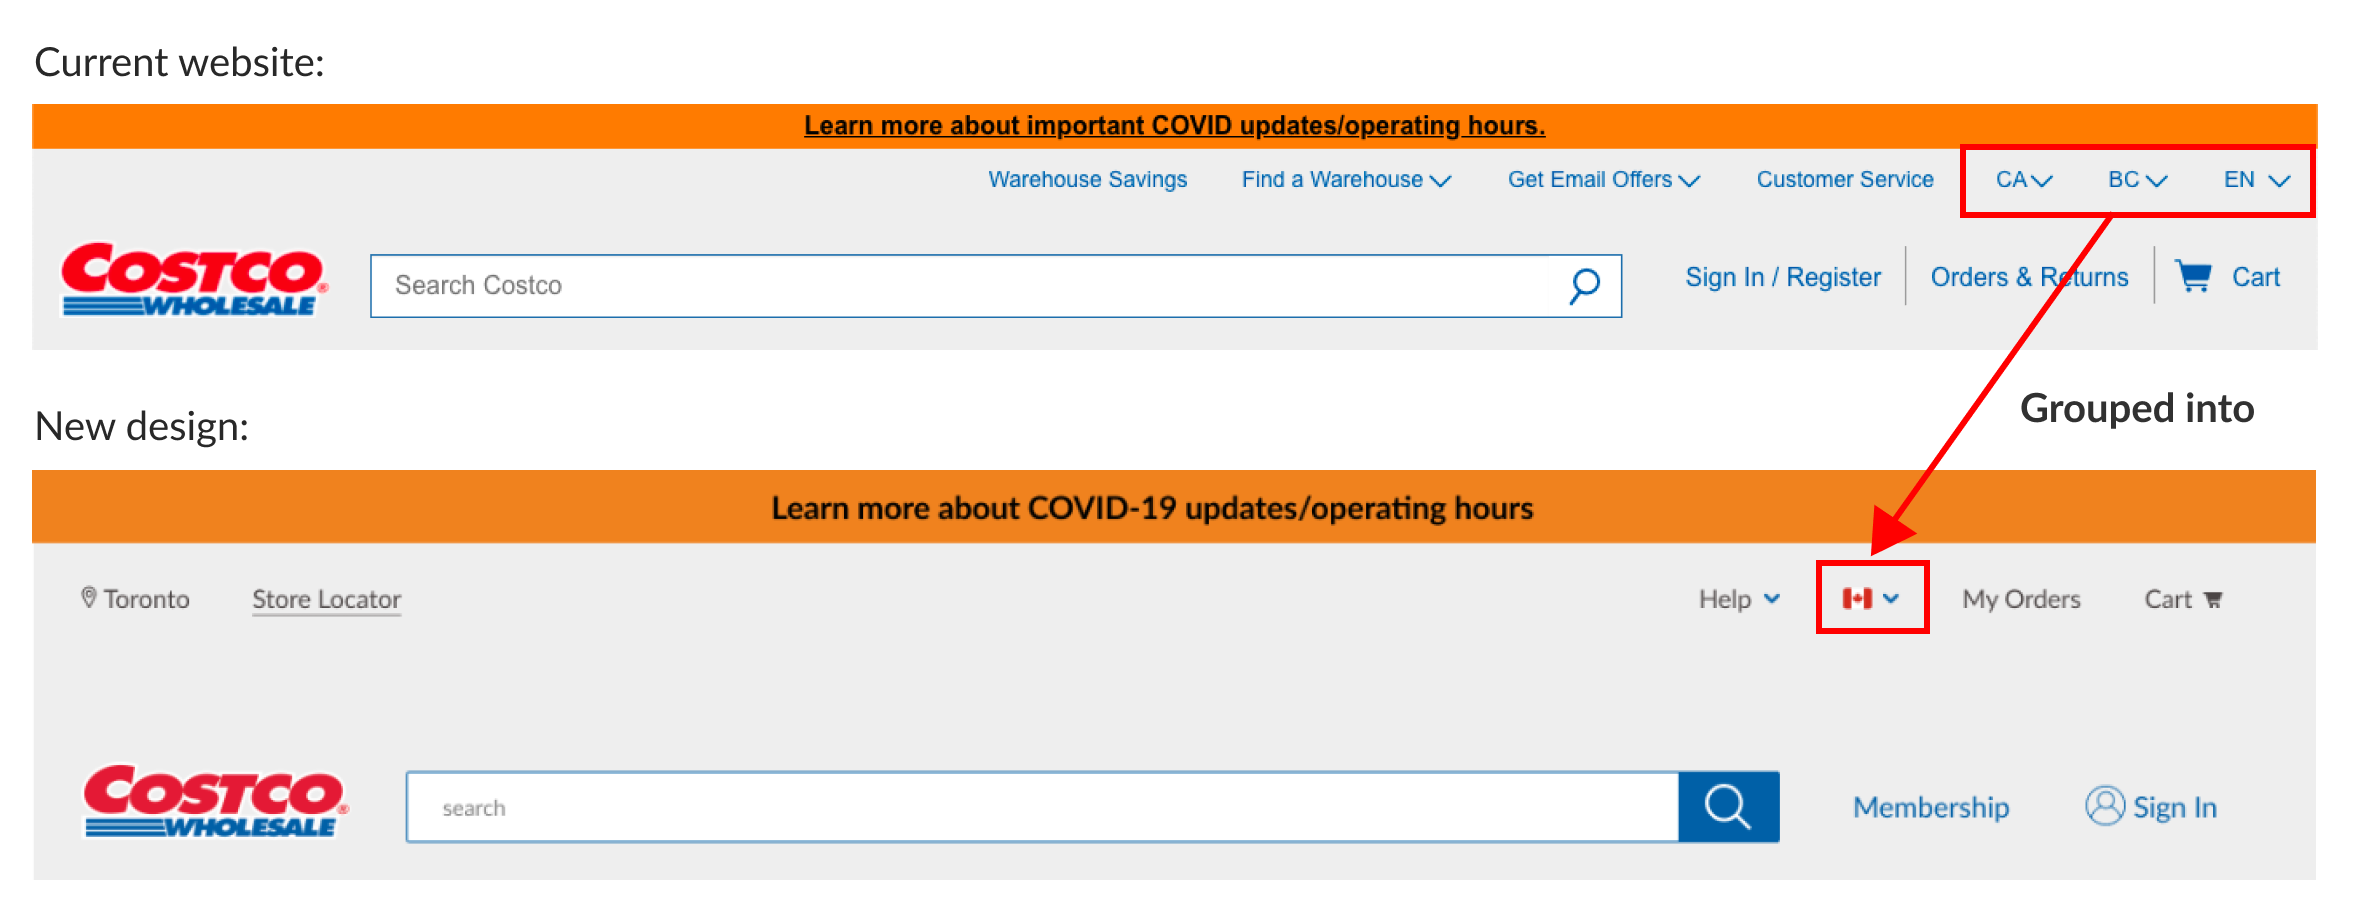 Current website:
Learn more about important COVID updates/operating hours.
Warehouse Savings Find a Warehouse Get Email Offers Customer Service CA BC EN
COSTCO WHOLESALE
Search Costco
Sign In / Register Orders & Returns Cart
Grouped into
New design:
Learn more about COVID-19 updates/operating hours
Toronto Store Locator Help My Orders Cart
COSTCO WHOLESALE
search
Membership Sign In